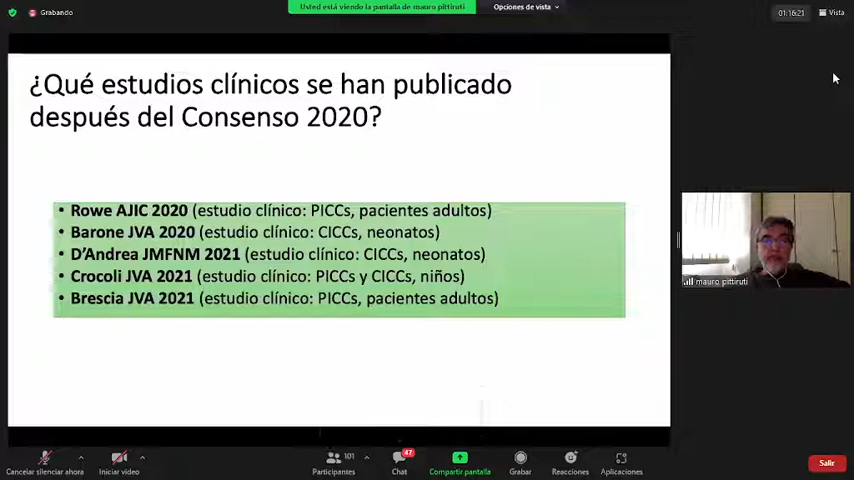 Grabando
Usted está viendo la pantalla de mauro pittiruti
Opciones de vista
01:16:21
Vista
¿Qué estudios clínicos se han publicado
después del Consenso 2020?
• Rowe AJIC 2020 (estudio clínico: PICCs, pacientes adultos)
• Barone JVA 2020 (estudio clínico: CICCs, neonatos)
• D’Andrea JMFNM 2021 (estudio clínico: CICCs, neonatos)
• Crocoli JVA 2021 (estudio clínico: PICCs y CICCs, niños)
• Brescia JVA 2021 (estudio clínico: PICCs, pacientes adultos)
mauro pittiruti
Cancelar silenciar ahora
Iniciar video
101
Participantes
47
Chat
Compartir pantalla
Grabar
Reacciones
Aplicaciones
Salir